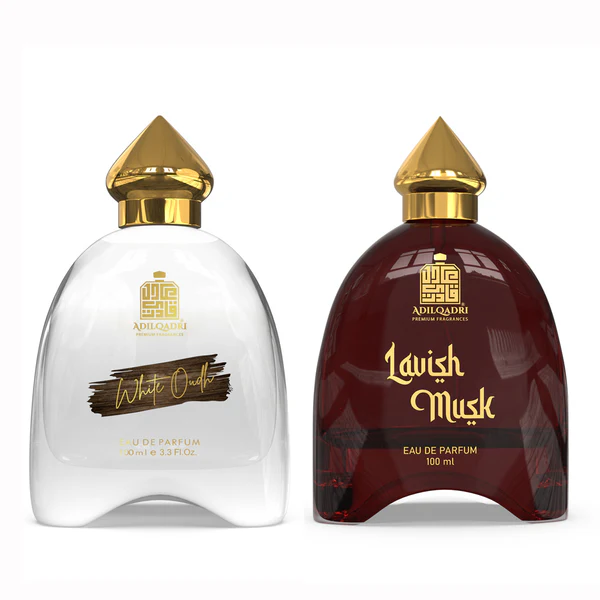 ADILQADRI®
PREMIUM FRAGRANCES
White Oudh
EAU DE PARFUM
100 ml e 3.3 Fl.Oz.
ADILQADRI®
PREMIUM FRAGRANCES
Lavish
Musk
EAU DE PARFUM
100 ml